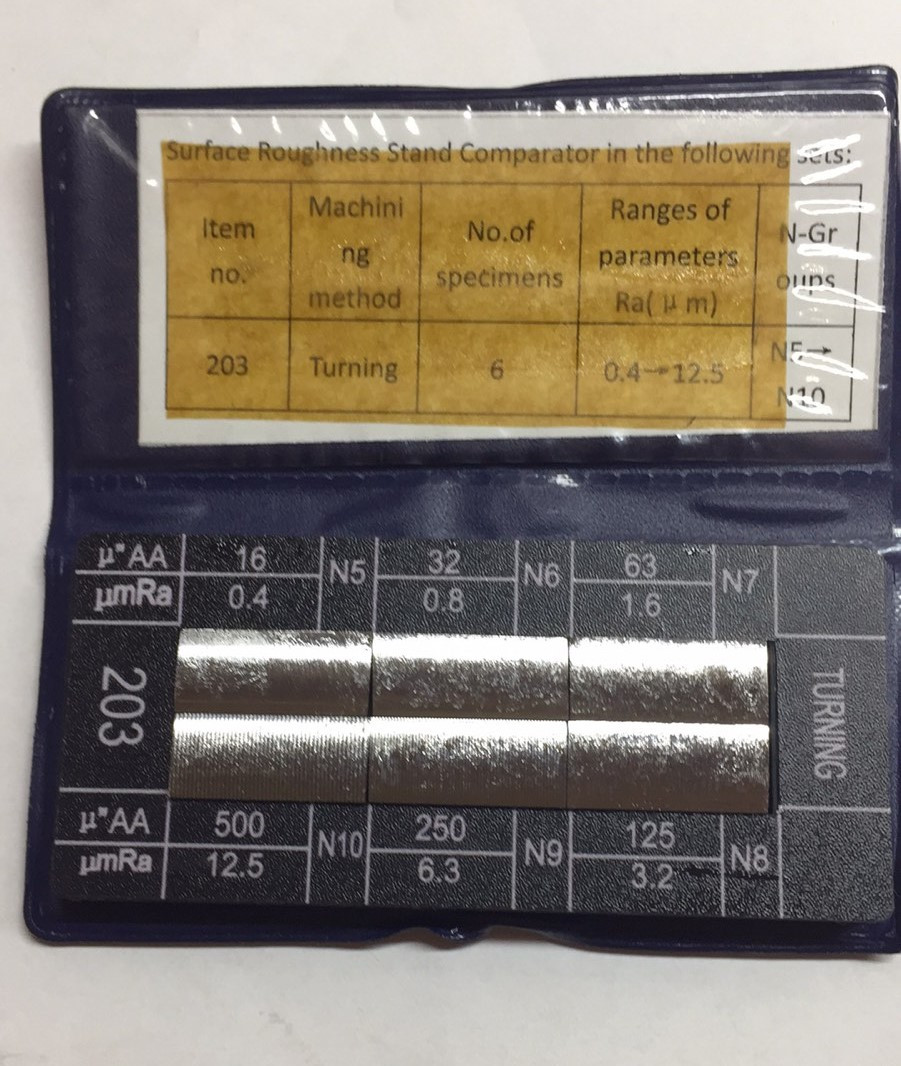 Surface Roughness Stand Comparator in the following sets:
Item no. Machini ng method No.of specimens Ranges of parameters Ra( μ m) N-Gr oups
203 Turning 6 0.4→12.5 N5→ N10
μ"AA 16 N5 32 N6 63 N7
μmRa 0.4 0.8 1.6
203 TURNING
μ"AA 500 N10 250 N9 125 N8
μmRa 12.5 6.3 3.2